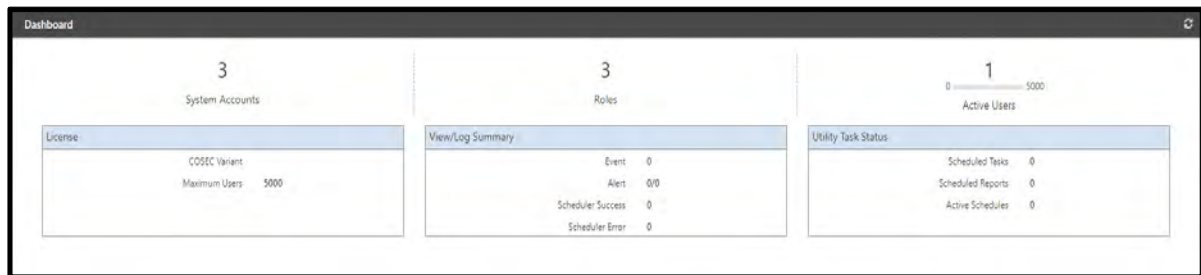 Dashboard
3
System Accounts
3
Roles
1
0 5000
Active Users
License
COSEC Variant
Maximum Users 5000
View/Log Summary
Event 0
Alert 0/0
Scheduler Success 0
Scheduler Error 0
Utility Task Status
Scheduled Tasks 0
Scheduled Reports 0
Active Schedules 0